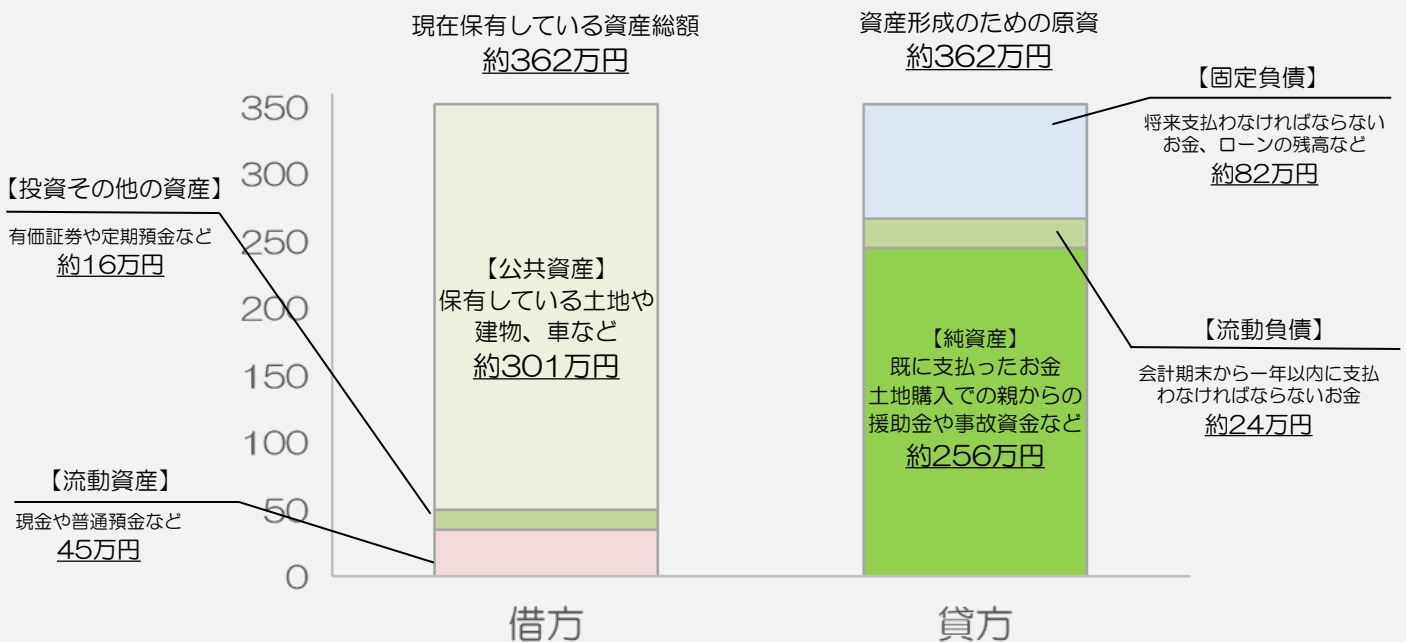 現在保有している資産総額
約362万円
資産形成のための原資
約362万円
【固定負債】
将来支払わなければならない
お金、ローンの残高など
約82万円
【投資その他の資産】
有価証券や定期預金など
約16万円
【公共資産】
保有している土地や
建物、車など
約301万円
【純資産】
既に支払ったお金
土地購入での親からの
援助金や事故資金など
約256万円
【流動負債】
会計期末から一年以内に支払
わなければならないお金
約24万円
【流動資産】
現金や普通預金など
45万円
350
300
250
200
150
100
50
0
借方
貸方